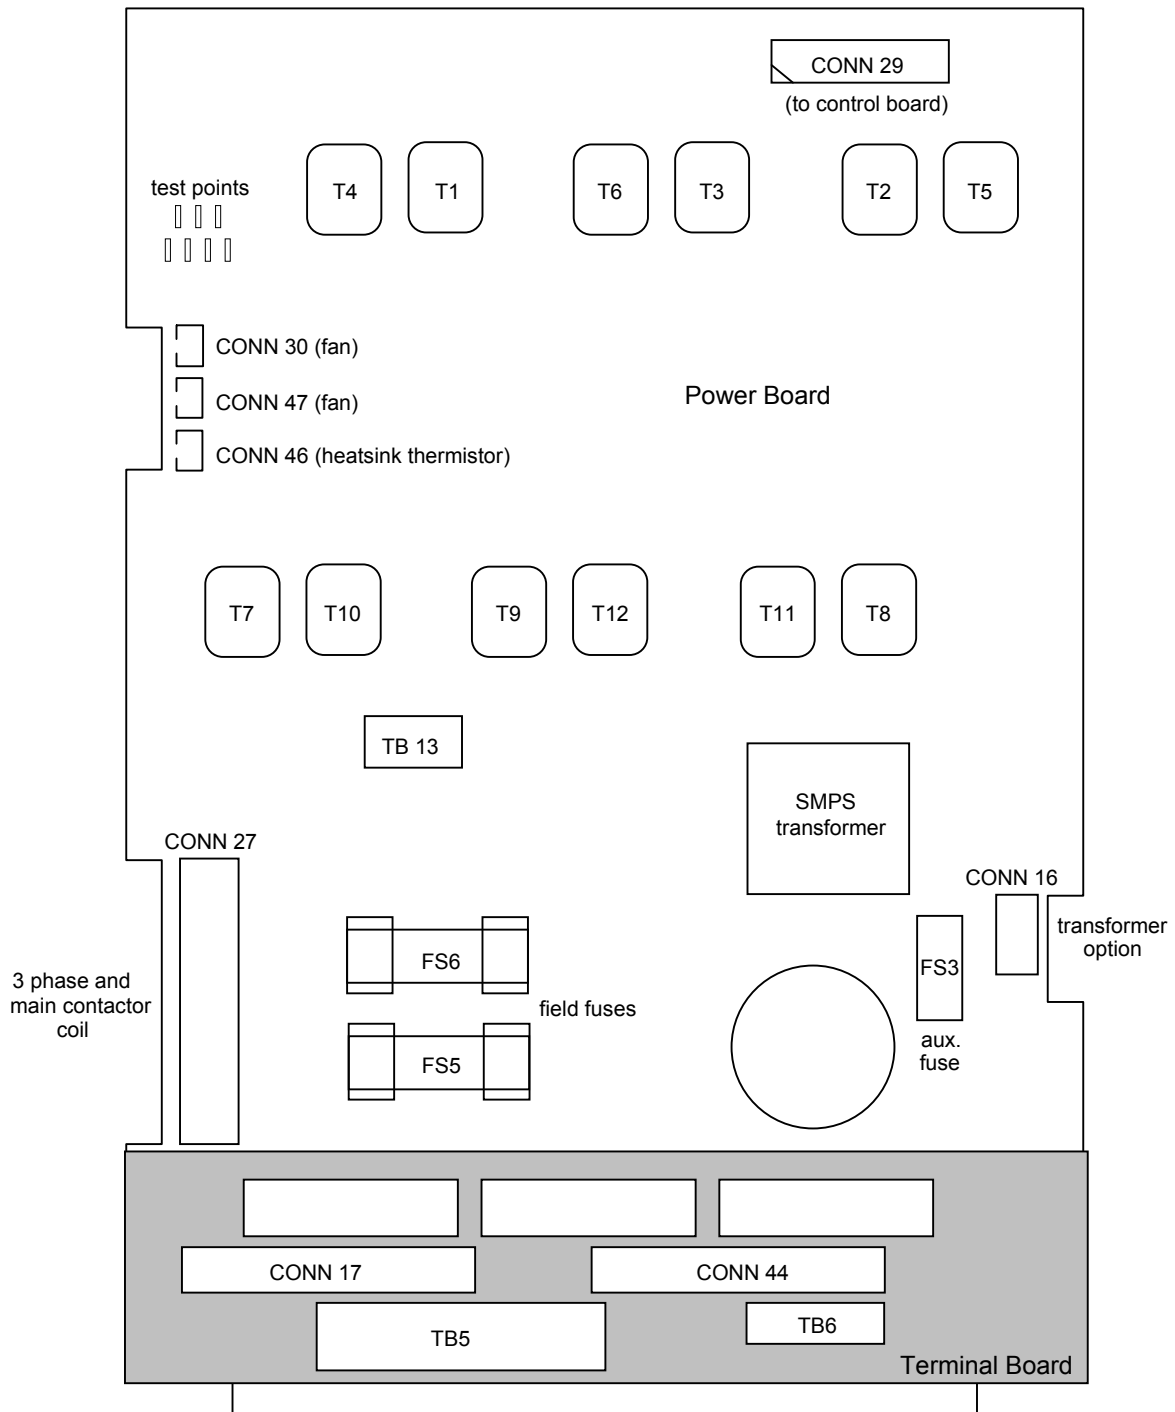 CONN 29
(to control board)
test points
T4
T1
T6
T3
T2
T5
CONN 30 (fan)
CONN 47 (fan)
CONN 46 (heatsink thermistor)
Power Board
T7
T10
T9
T12
T11
T8
TB 13
SMPS
transformer
CONN 27
CONN 16
transformer
option
3 phase and
main contactor
coil
FS6
field fuses
FS5
FS3
aux.
fuse
CONN 17
CONN 44
TB5
TB6
Terminal Board